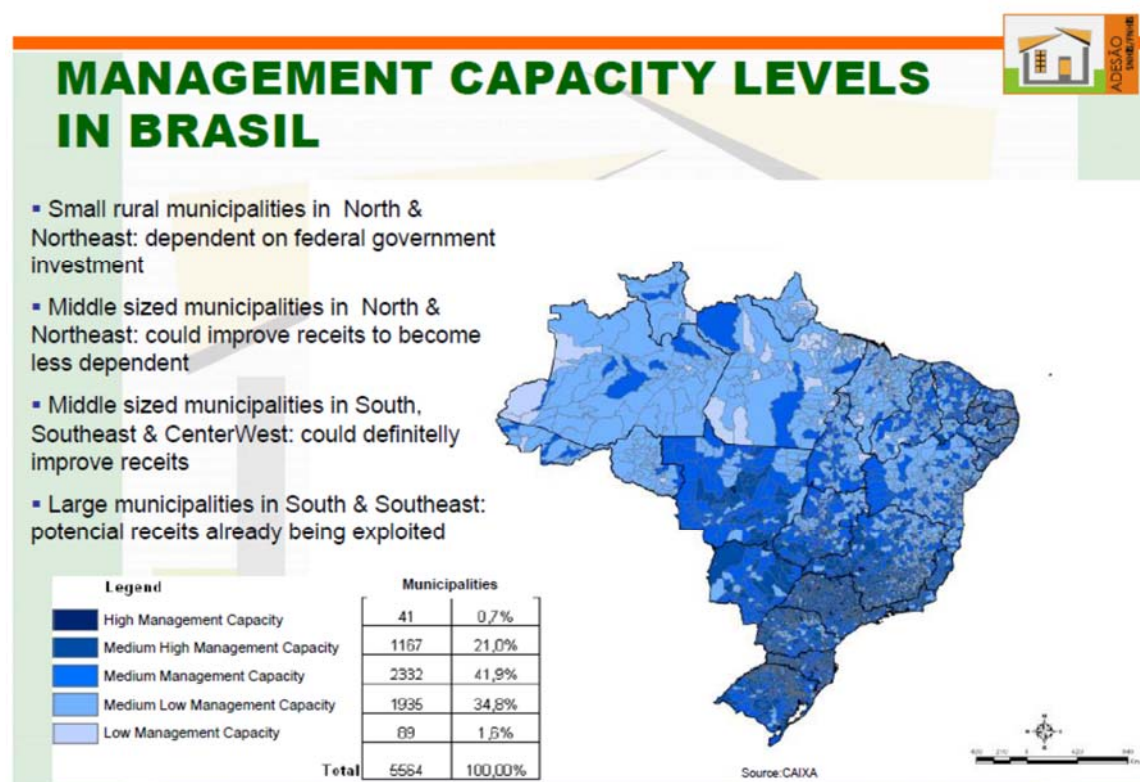 ADESÃO
MANAGEMENT CAPACITY LEVELS
IN BRASIL
▪ Small rural municipalities in North &
Northeast: dependent on federal government
investment
▪ Middle sized municipalities in North &
Northeast: could improve receits to become
less dependent
▪ Middle sized municipalities in South,
Southeast & CenterWest: could definitelly
improve receits
▪ Large municipalities in South & Southeast:
potencial receits already being exploited
Legend Municipalities
High Management Capacity 41 0,7%
Medium High Management Capacity 1167 21,0%
Medium Management Capacity 2332 41,9%
Medium Low Management Capacity 1935 34,8%
Low Management Capacity 89 1,6%
Total 5564 100,00%
Source:CAIXA